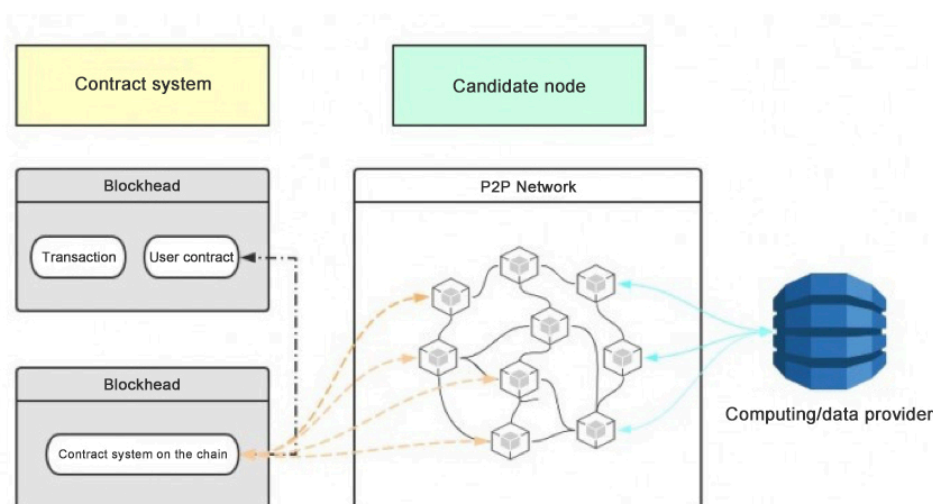 Contract system
Candidate node
Blockhead
Transaction
User contract
P2P Network
Blockhead
Contract system on the chain
Computing/data provider